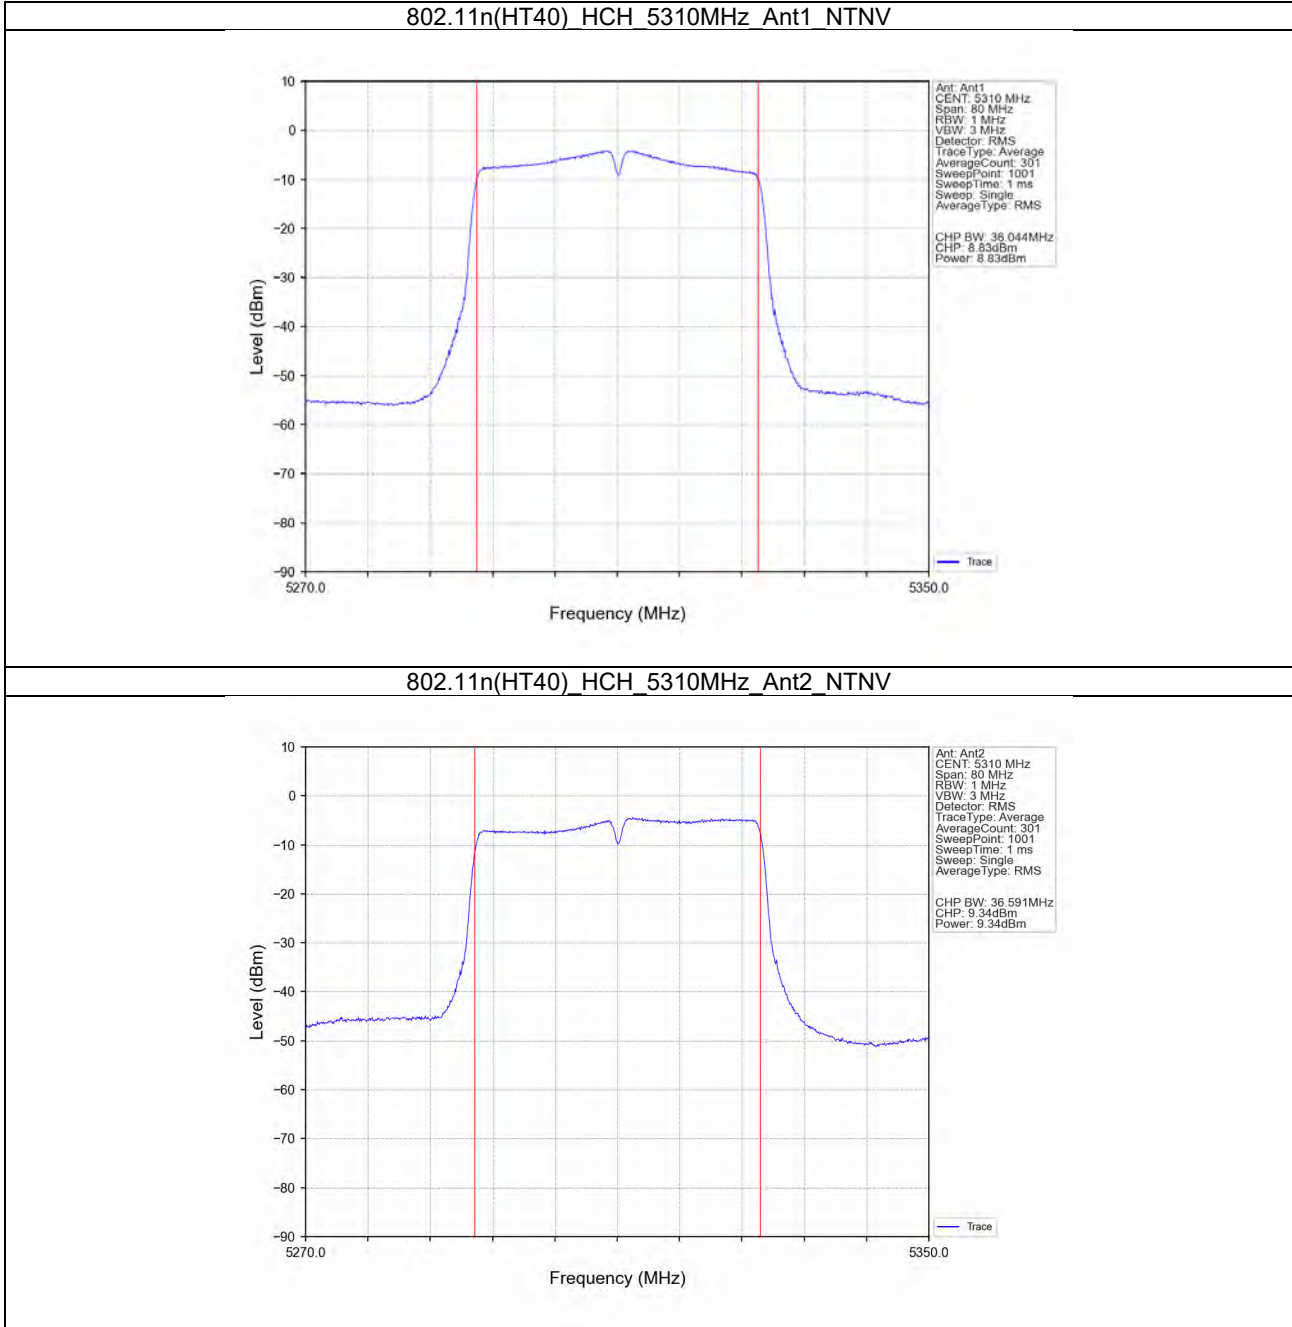 802.11n(HT40)_HCH_5310MHz_Ant1_NTNV
10
0
−10
−20
−30
−40
−50
−60
−70
−80
−90
Level (dBm)
5270.0
5350.0
Frequency (MHz)
Ant: Ant1
CENT: 5310 MHz
Span: 80 MHz
RBW: 1 MHz
VBW: 3 MHz
Detector: RMS
TraceType: Average
AverageCount: 301
SweepPoint: 1001
SweepTime: 1 ms
Sweep: Single
AverageType: RMS
CHP BW: 36.044MHz
CHP: 8.83dBm
Power: 8.83dBm
Trace
802.11n(HT40)_HCH_5310MHz_Ant2_NTNV
10
0
−10
−20
−30
−40
−50
−60
−70
−80
−90
Level (dBm)
5270.0
5350.0
Frequency (MHz)
Ant: Ant2
CENT: 5310 MHz
Span: 80 MHz
RBW: 1 MHz
VBW: 3 MHz
Detector: RMS
TraceType: Average
AverageCount: 301
SweepPoint: 1001
SweepTime: 1 ms
Sweep: Single
AverageType: RMS
CHP BW: 36.591MHz
CHP: 9.34dBm
Power: 9.34dBm
Trace